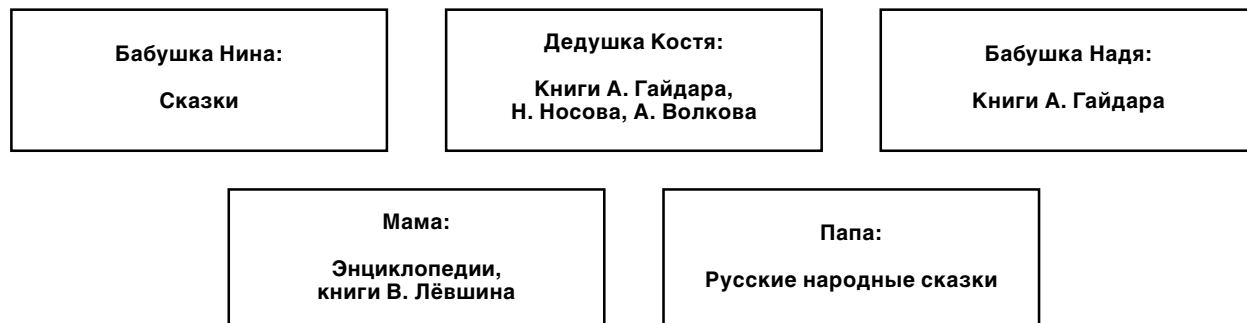 Бабушка Нина:
Сказки
Дедушка Костя:
Книги А. Гайдара,
Н. Носова, А. Волкова
Бабушка Надя:
Книги А. Гайдара
Мама:
Энциклопедии,
книги В. Лёвшина
Папа:
Русские народные сказки